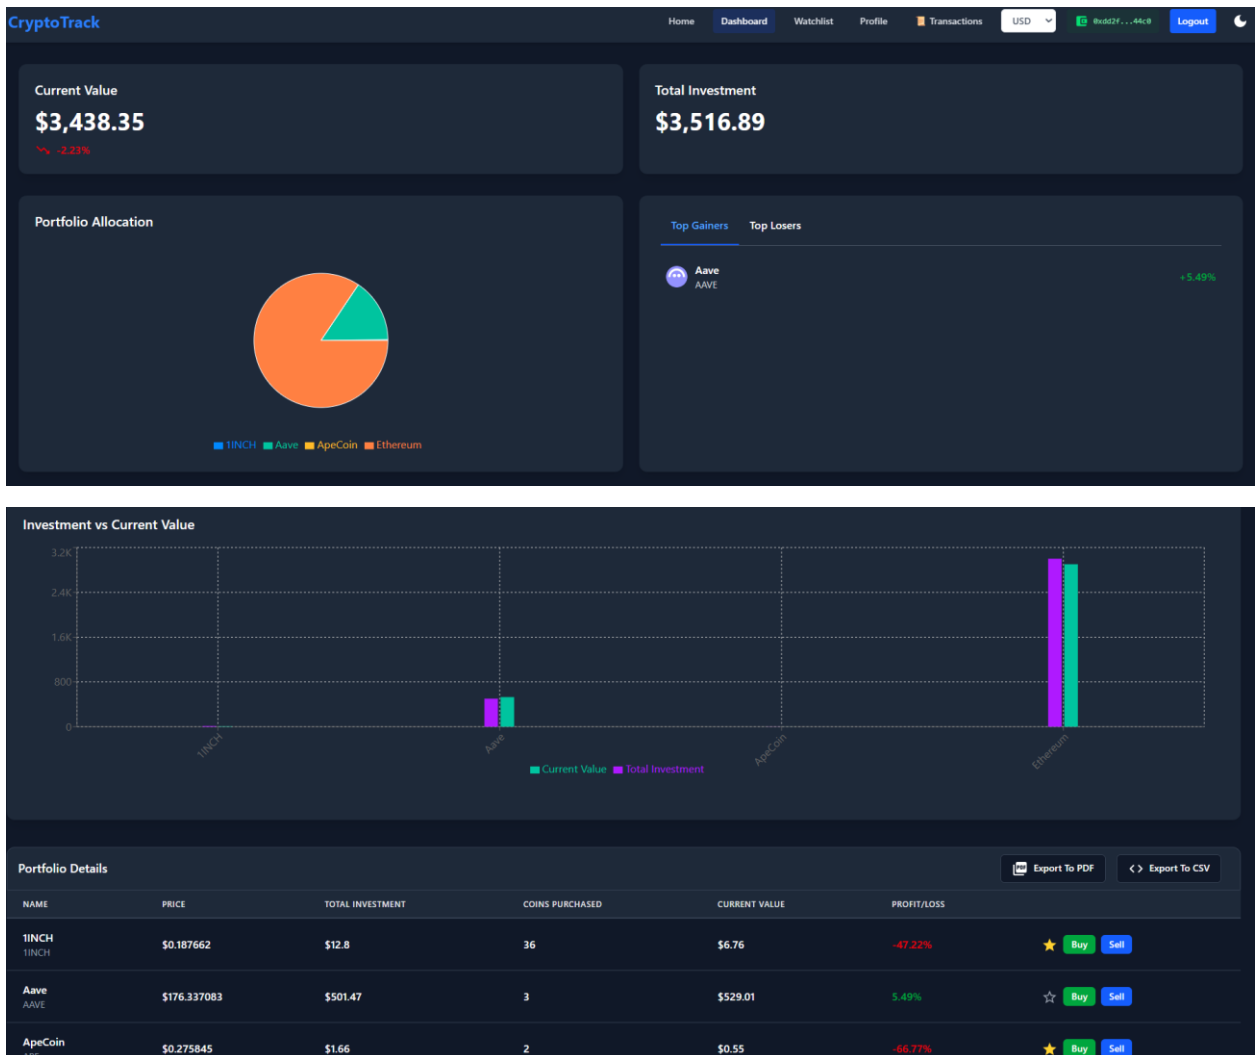 CryptoTrack Home Dashboard Watchlist Profile Transactions USD 0xdd2f...44c0 Logout
Current Value
$3,438.35
-2.23%
Total Investment
$3,516.89
Portfolio Allocation
1INCH Aave ApeCoin Ethereum
Top Gainers Top Losers
Aave
AAVE
+5.49%
Investment vs Current Value
3.2K
2.4K
1.6K
800
0
1INCH Aave ApeCoin Ethereum
Current Value Total Investment
Portfolio Details Export To PDF Export To CSV
NAME PRICE TOTAL INVESTMENT COINS PURCHASED CURRENT VALUE PROFIT/LOSS
1INCH $0.187662 $12.8 36 $6.76 -47.22% Buy Sell
1INCH
Aave $176.337083 $501.47 3 $529.01 5.49% Buy Sell
AAVE
ApeCoin $0.275845 $1.66 2 $0.55 -66.77% Buy Sell